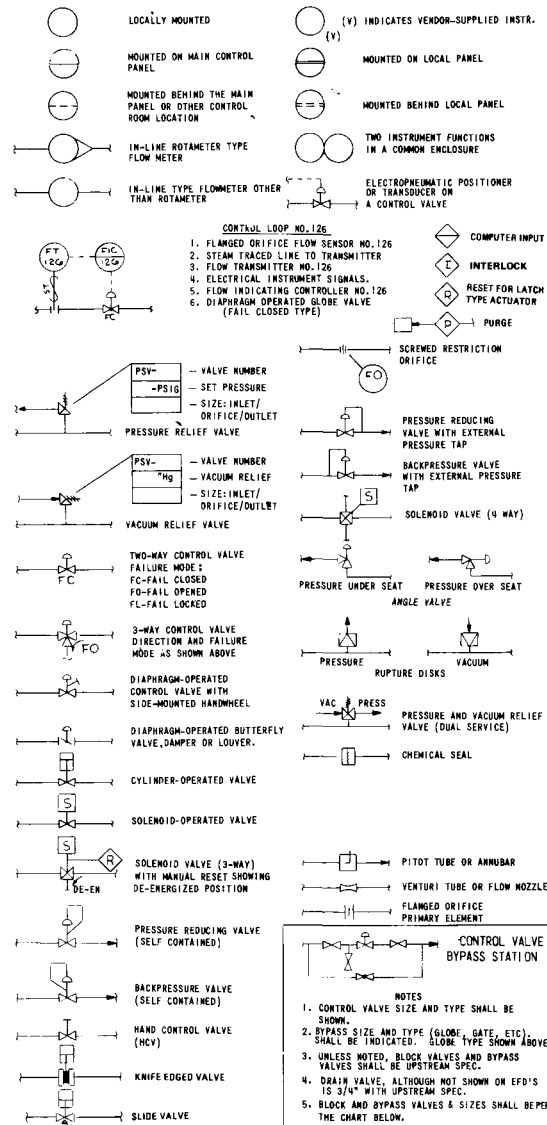 LOCALLY MOUNTED
(V) INDICATES VENDOR-SUPPLIED INSTR.
(V)
MOUNTED ON MAIN CONTROL
PANEL
MOUNTED ON LOCAL PANEL
MOUNTED BEHIND THE MAIN
PANEL OR OTHER CONTROL
ROOM LOCATION
MOUNTED BEHIND LOCAL PANEL
IN-LINE ROTAMETER TYPE
FLOW METER
TWO INSTRUMENT FUNCTIONS
IN A COMMON ENCLOSURE
IN-LINE TYPE FLOWMETER OTHER
THAN ROTAMETER
ELECTROPNEUMATIC POSITIONER
OR TRANSDUCER ON
A CONTROL VALVE
CONTROL LOOP NO.126
1. FLANGED ORIFICE FLOW SENSOR NO.126
2. STEAM TRACED LINE TO TRANSMITTER
3. FLOW TRANSMITTER NO.126
4. ELECTRICAL INSTRUMENT SIGNALS.
5. FLOW INDICATING CONTROLLER NO.126
6. DIAPHRAGM OPERATED GLOBE VALVE
(FAIL CLOSED TYPE)
FT
126
FIC
126
ST
FC
COMPUTER INPUT
I
INTERLOCK
R
RESET FOR LATCH
TYPE ACTUATOR
P
PURGE
SCREWED RESTRICTION
ORIFICE
FO
PSV-
-PSIG
VALVE NUMBER
SET PRESSURE
SIZE: INLET/
ORIFICE/OUTLET
PRESSURE RELIEF VALVE
PRESSURE REDUCING
VALVE WITH EXTERNAL
PRESSURE TAP
BACKPRESSURE VALVE
WITH EXTERNAL PRESSURE
TAP
PSV-
"Hg
VALVE NUMBER
VACUUM RELIEF
SIZE: INLET/
ORIFICE/OUTLET
VACUUM RELIEF VALVE
S
SOLENOID VALVE (4 WAY)
TWO-WAY CONTROL VALVE
FAILURE MODE:
FC-FAIL CLOSED
FO-FAIL OPENED
FL-FAIL LOCKED
FC
PRESSURE UNDER SEAT
PRESSURE OVER SEAT
ANGLE VALVE
3-WAY CONTROL VALVE
DIRECTION AND FAILURE
MODE AS SHOWN ABOVE
FO
PRESSURE
VACUUM
RUPTURE DISKS
DIAPHRAGM-OPERATED
CONTROL VALVE WITH
SIDE-MOUNTED HANDWHEEL
VAC
PRESS
PRESSURE AND VACUUM RELIEF
VALVE (DUAL SERVICE)
DIAPHRAGM-OPERATED BUTTERFLY
VALVE,DAMPER OR LOUVER.
CHEMICAL SEAL
CYLINDER-OPERATED VALVE
S
SOLENOID-OPERATED VALVE
S
R
DE-EN
SOLENOID VALVE (3-WAY)
WITH MANUAL RESET SHOWING
DE-ENERGIZED POSITION
PITOT TUBE OR ANNUBAR
VENTURI TUBE OR FLOW NOZZLE
FLANGED ORIFICE
PRIMARY ELEMENT
PRESSURE REDUCING VALVE
(SELF CONTAINED)
BACKPRESSURE VALVE
(SELF CONTAINED)
HAND CONTROL VALVE
(HCV)
KNIFE EDGED VALVE
SLIDE VALVE
CONTROL VALVE
BYPASS STATION
NOTES
1. CONTROL VALVE SIZE AND TYPE SHALL BE
SHOWN.
2. BYPASS SIZE AND TYPE (GLOBE, GATE, ETC).
SHALL BE INDICATED. GLOBE TYPE SHOWN ABOVE
3. UNLESS NOTED, BLOCK VALVES AND BYPASS
VALVES SHALL BE UPSTREAM SPEC.
4. DRAIN VALVE, ALTHOUGH NOT SHOWN ON EFD'S
IS 3/4" WITH UPSTREAM SPEC.
5. BLOCK AND BYPASS VALVES & SIZES SHALL BEPER
THE CHART BELOW.